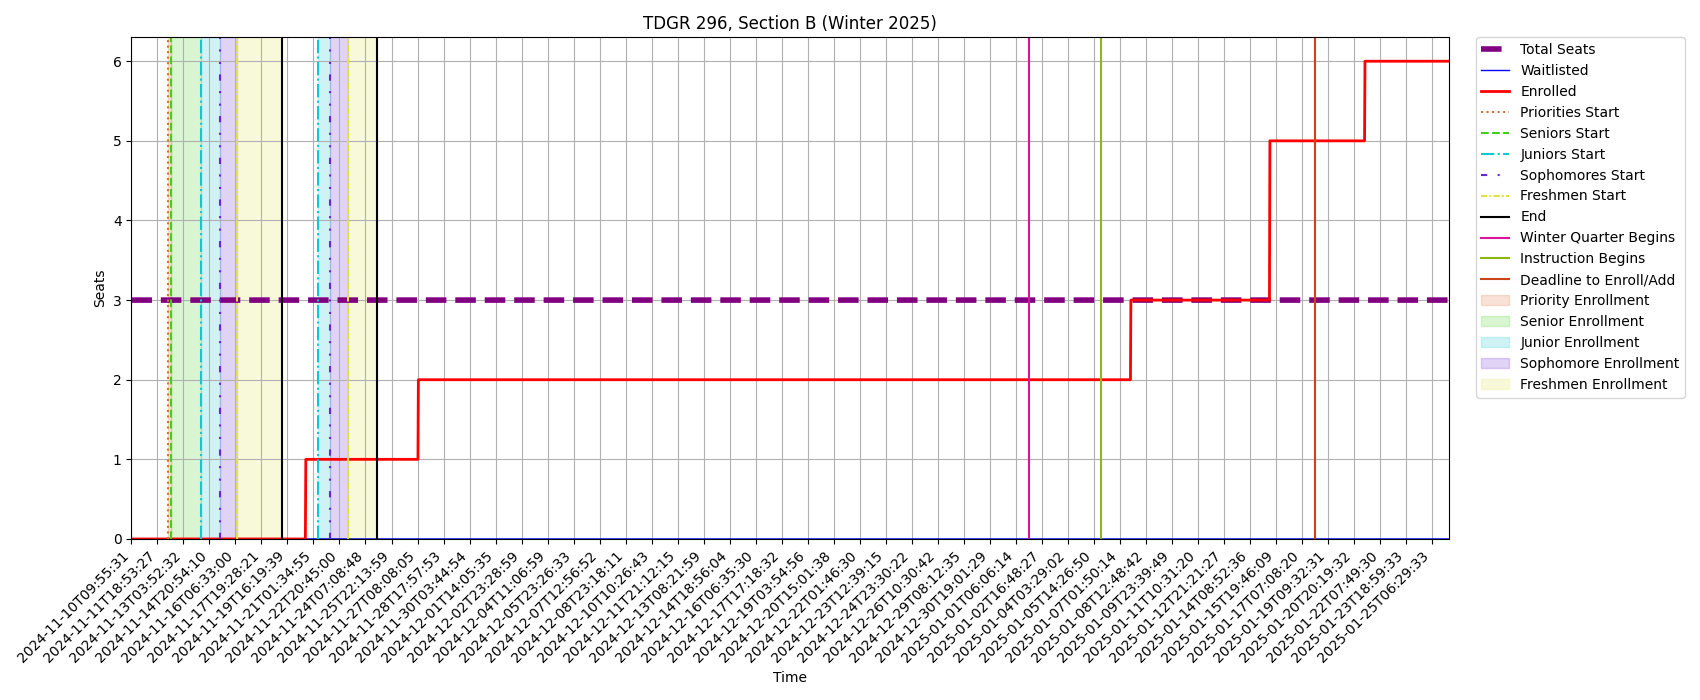 TDGR 296, Section B (Winter 2025)
Seats
6
5
4
3
2
1
0
2024-11-10T09:55:31
2024-11-11T18:53:27
2024-11-13T03:52:32
2024-11-14T20:54:10
2024-11-16T06:33:00
2024-11-17T19:28:21
2024-11-19T16:19:39
2024-11-21T01:34:55
2024-11-22T20:45:00
2024-11-24T07:08:48
2024-11-25T22:13:59
2024-11-27T08:08:05
2024-11-28T17:57:53
2024-11-30T03:44:54
2024-12-01T14:05:35
2024-12-02T23:28:59
2024-12-04T11:06:59
2024-12-05T23:26:33
2024-12-07T12:56:52
2024-12-08T23:18:11
2024-12-10T10:26:43
2024-12-11T21:12:15
2024-12-13T08:21:59
2024-12-14T18:56:04
2024-12-16T06:35:30
2024-12-17T17:18:32
2024-12-19T03:54:56
2024-12-20T15:01:38
2024-12-22T01:46:30
2024-12-23T12:39:15
2024-12-24T23:30:22
2024-12-26T10:30:42
2024-12-29T08:12:35
2024-12-30T19:01:29
2025-01-01T06:06:14
2025-01-02T16:48:27
2025-01-04T03:29:02
2025-01-05T14:26:50
2025-01-07T01:50:14
2025-01-08T12:48:42
2025-01-09T23:39:49
2025-01-11T10:31:20
2025-01-12T21:21:27
2025-01-14T08:52:36
2025-01-15T19:46:09
2025-01-17T07:08:20
2025-01-19T09:32:31
2025-01-20T20:19:32
2025-01-22T07:49:30
2025-01-23T18:59:33
2025-01-25T06:29:33
Time
Total Seats
Waitlisted
Enrolled
Priorities Start
Seniors Start
Juniors Start
Sophomores Start
Freshmen Start
End
Winter Quarter Begins
Instruction Begins
Deadline to Enroll/Add
Priority Enrollment
Senior Enrollment
Junior Enrollment
Sophomore Enrollment
Freshmen Enrollment